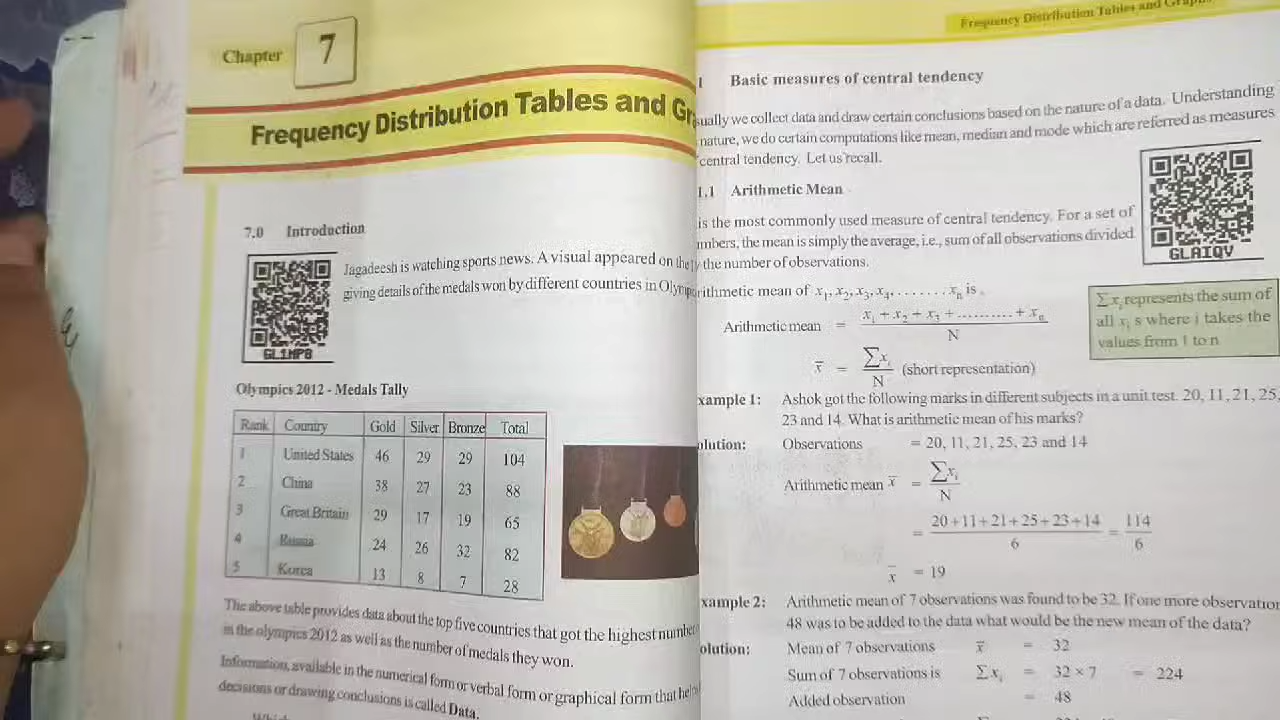 Chapter 7
Frequency Distribution Tables and Gr
7.0 Introduction
Jagadeesh is watching sports news. A visual appeared on the
giving details of the medals won by different countries in Olymp
GL1MPB
Olympics 2012 - Medals Tally
Rank Country Gold Silver Bronze Total
1 United States 46 29 29 104
2 China 38 27 23 88
3 Great Britain 29 17 19 65
4 Russia 24 26 32 82
5 Korea 13 8 7 28
The above table provides data about the top five countries that got the highest number
in the olympics 2012 as well as the number of medals they won.
Information, available in the numerical form or verbal form or graphical form that hel
decisions or drawing conclusions is called Data.
Frequency Distribution Tables and Graph
1 Basic measures of central tendency
sually we collect data and draw certain conclusions based on the nature of a data. Understanding
nature, we do certain computations like mean, median and mode which are referred as measures
central tendency. Let us recall.
1.1 Arithmetic Mean
is the most commonly used measure of central tendency. For a set of
mbers, the mean is simply the average, i.e., sum of all observations divided
y the number of observations.
GLAIQV
rithmetic mean of x₁, x₂, x₃, x₄, ........ xₙ is
Arithmetic mean = x₁ + x₂ + x₃ + .......... + xₙ / N
x̄ = ∑xᵢ / N (short representation)
∑xᵢ represents the sum of
all xᵢ s where i takes the
values from 1 to n
xample 1: Ashok got the following marks in different subjects in a unit test. 20, 11, 21, 25,
23 and 14. What is arithmetic mean of his marks?
olution: Observations = 20, 11, 21, 25, 23 and 14
Arithmetic mean x̄ = ∑xᵢ / N
= 20+11+21+25+23+14 / 6 = 114 / 6
x̄ = 19
xample 2: Arithmetic mean of 7 observations was found to be 32. If one more observation
48 was to be added to the data what would be the new mean of the data?
olution: Mean of 7 observations x̄ = 32
Sum of 7 observations is ∑xᵢ = 32 × 7 = 224
Added observation = 48